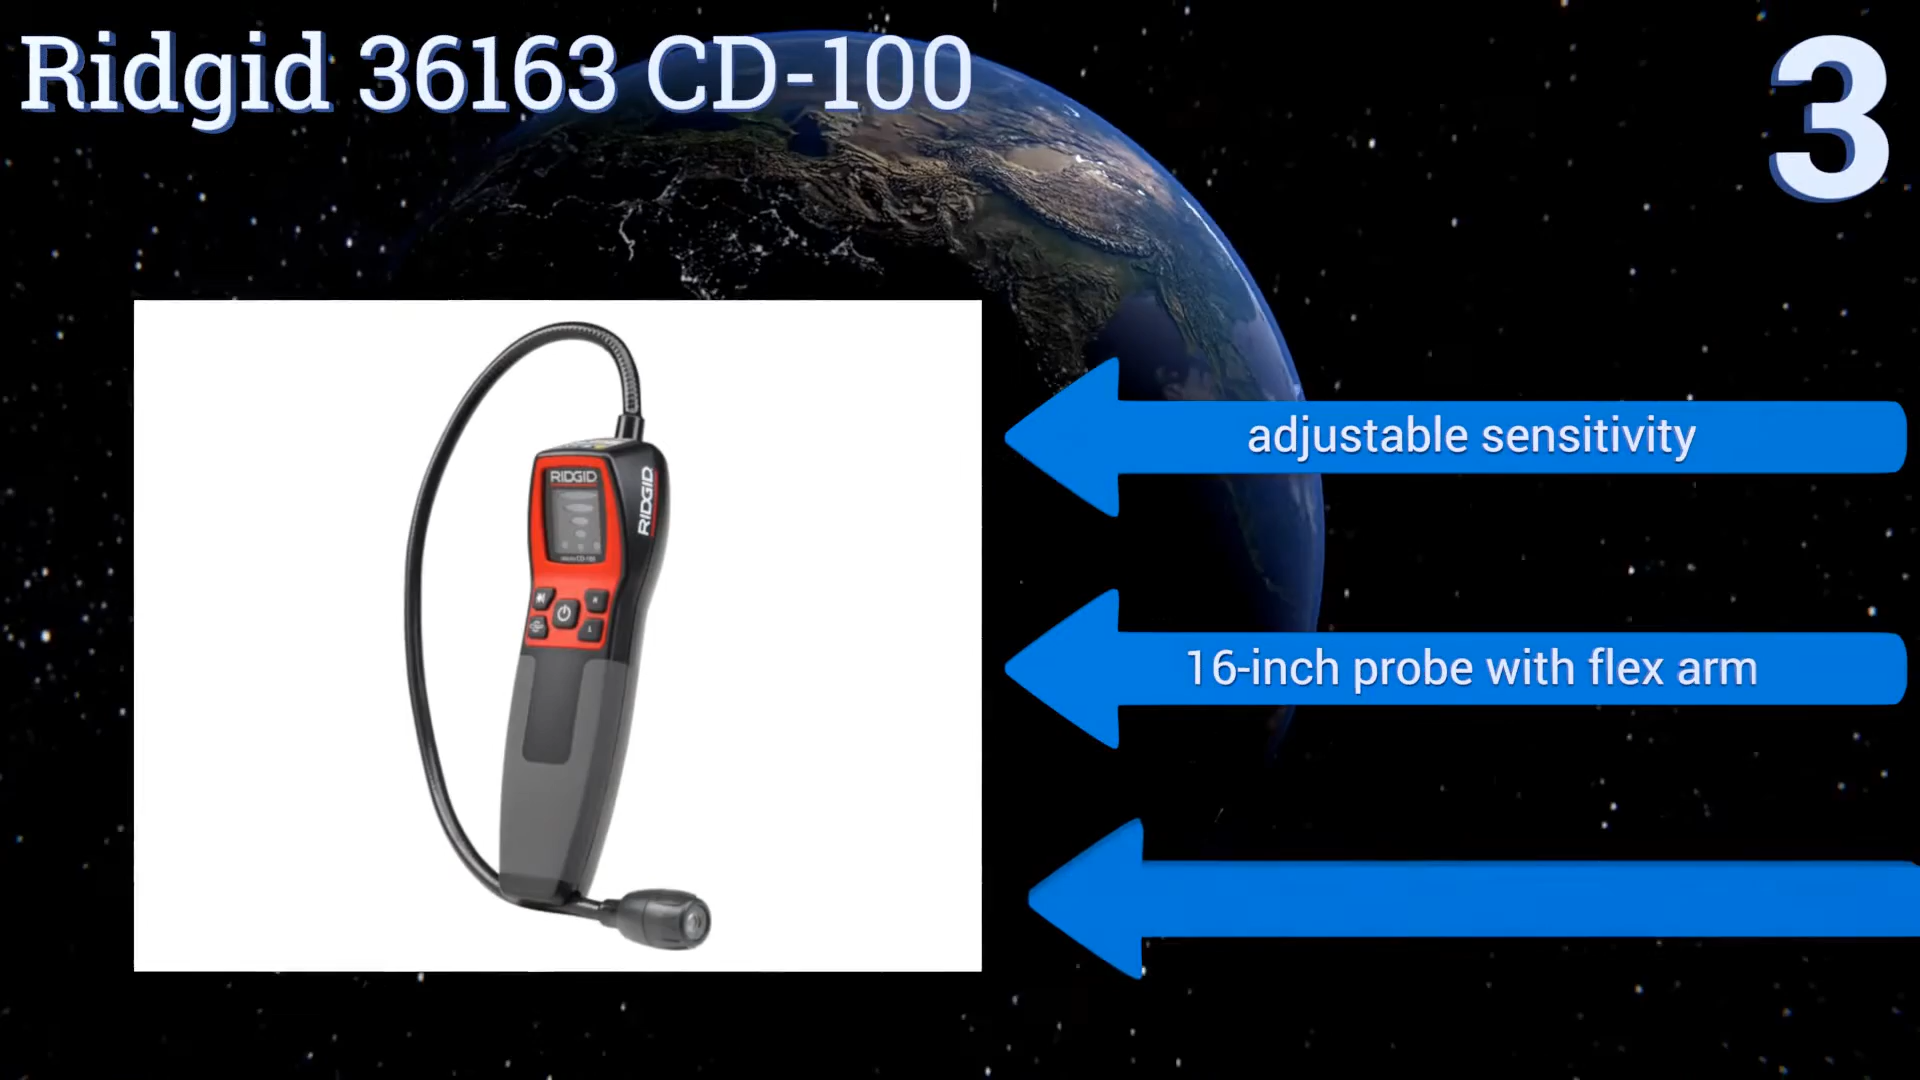 Ridgid 36163 CD-100
3
adjustable sensitivity
16-inch probe with flex arm
RIDGID
RIDGID